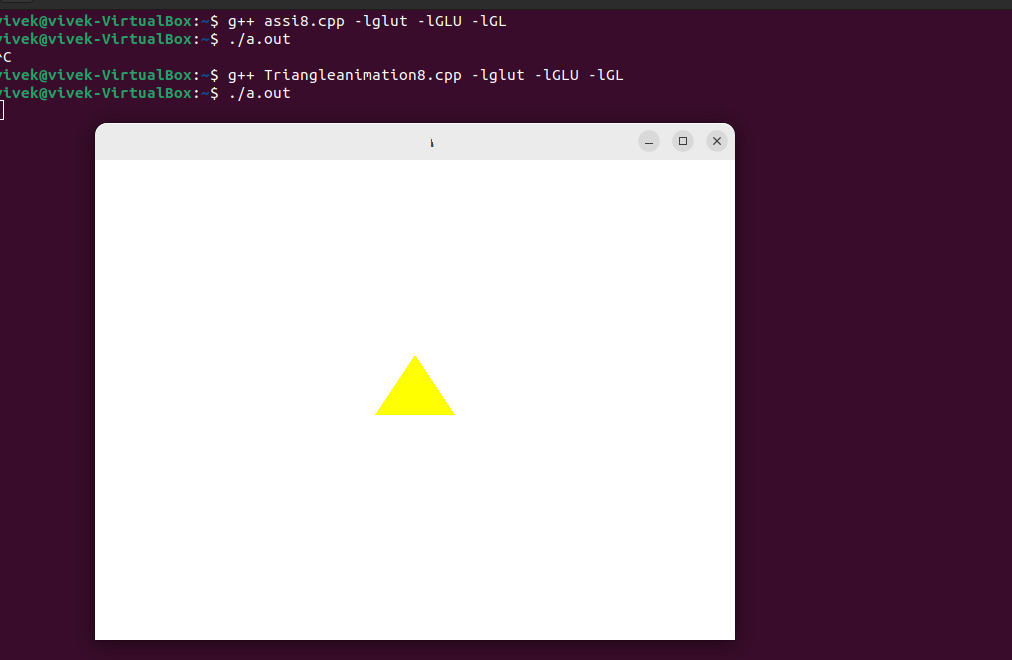 vivek@vivek-VirtualBox:~$ g++ assi8.cpp -lglut -lGLU -lGL
vivek@vivek-VirtualBox:~$ ./a.out
^C
vivek@vivek-VirtualBox:~$ g++ Triangleanimation8.cpp -lglut -lGLU -lGL
vivek@vivek-VirtualBox:~$ ./a.out